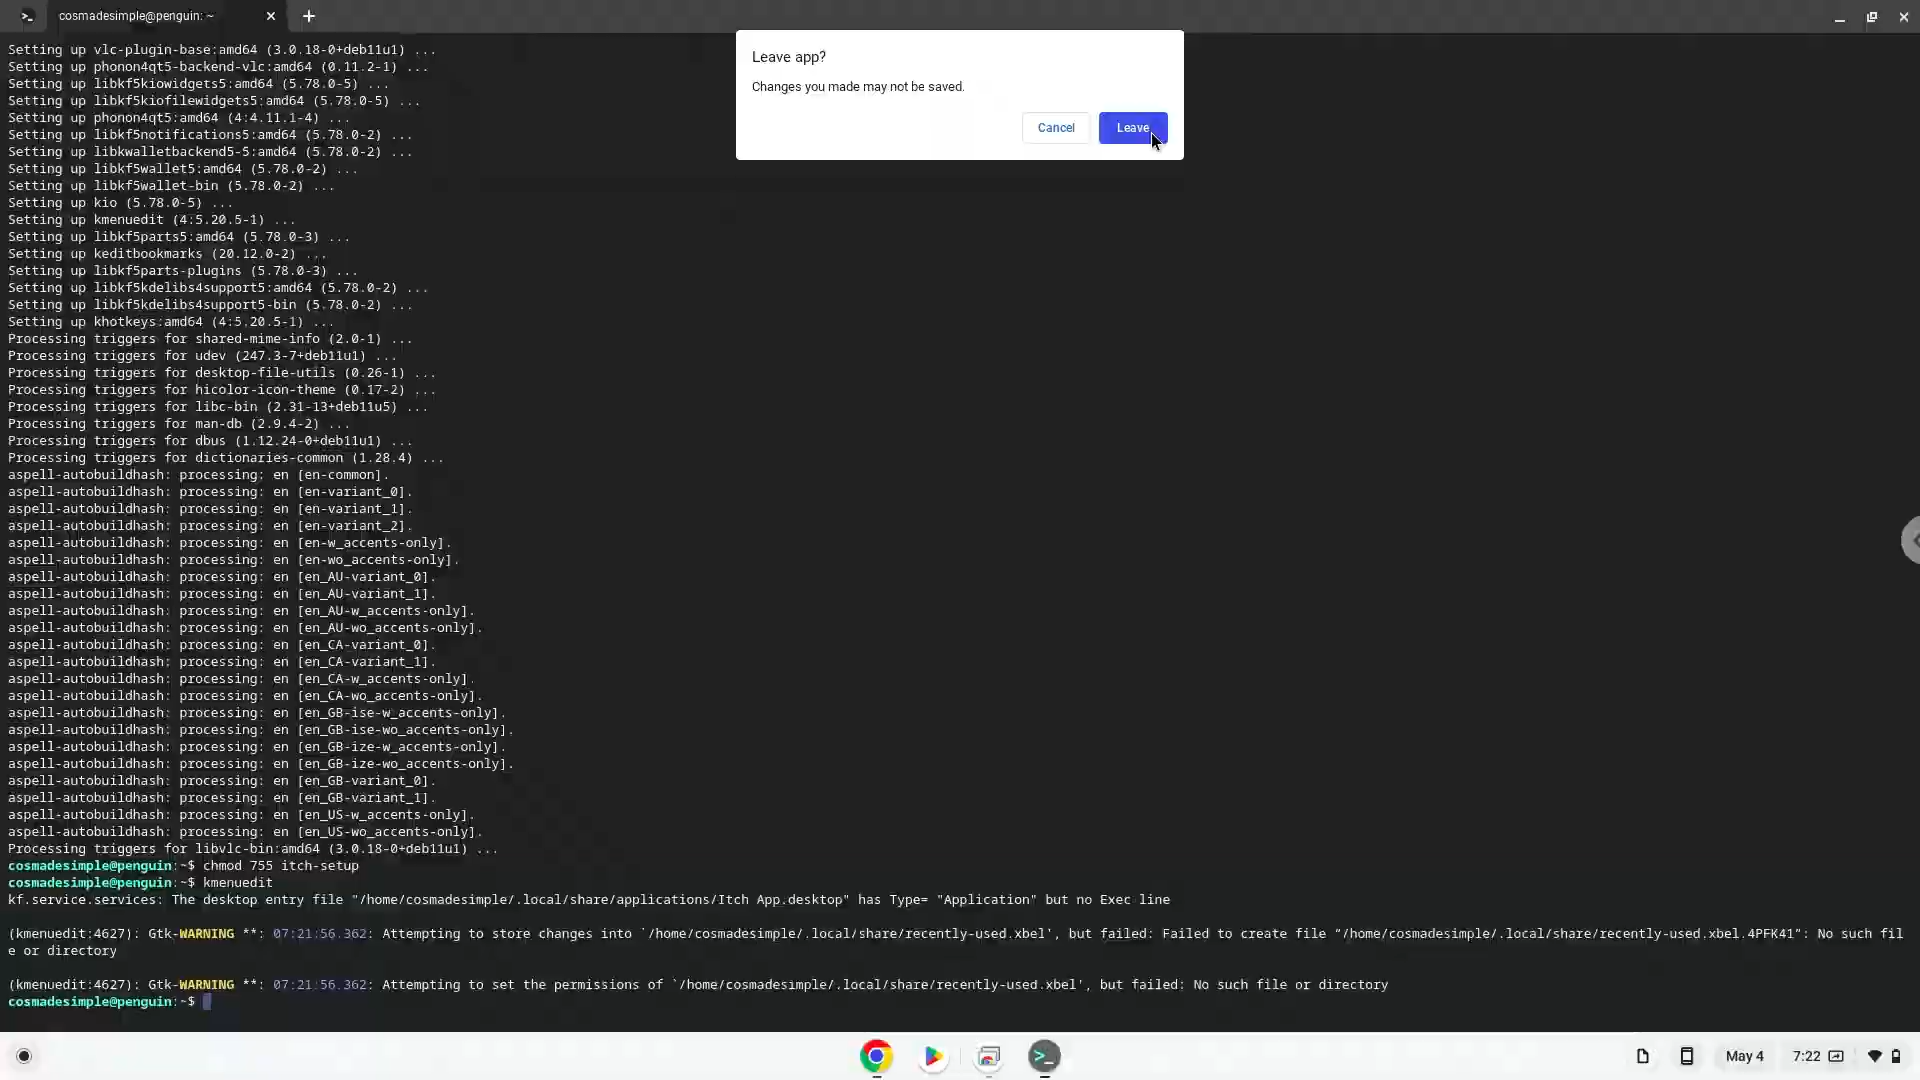 cosmadesimple@penguin: ~
Leave app?
Changes you made may not be saved.
Cancel
Leave
Setting up vlc-plugin-base:amd64 (3.0.18-0+deb11u1) ...
Setting up phonon4qt5-backend-vlc:amd64 (0.11.2-1) ...
Setting up libkf5kiowidgets5:amd64 (5.78.0-5) ...
Setting up libkf5kiofilewidgets5:amd64 (5.78.0-5) ...
Setting up phonon4qt5:amd64 (4:4.11.1-4) ...
Setting up libkf5notifications5:amd64 (5.78.0-2) ...
Setting up libkwalletbackend5-5:amd64 (5.78.0-2) ...
Setting up libkf5wallet5:amd64 (5.78.0-2) ...
Setting up libkf5wallet-bin (5.78.0-2) ...
Setting up kio (5.78.0-5) ...
Setting up kmenuedit (4:5.20.5-1) ...
Setting up libkf5parts5:amd64 (5.78.0-3) ...
Setting up keditbookmarks (20.12.0-2) ...
Setting up libkf5parts-plugins (5.78.0-3) ...
Setting up libkf5kdelibs4support5:amd64 (5.78.0-2) ...
Setting up libkf5kdelibs4support5-bin (5.78.0-2) ...
Setting up khotkeys:amd64 (4:5.20.5-1) ...
Processing triggers for shared-mime-info (2.0-1) ...
Processing triggers for udev (247.3-7+deb11u1) ...
Processing triggers for desktop-file-utils (0.26-1) ...
Processing triggers for hicolor-icon-theme (0.17-2) ...
Processing triggers for libc-bin (2.31-13+deb11u5) ...
Processing triggers for man-db (2.9.4-2) ...
Processing triggers for dbus (1.12.24-0+deb11u1) ...
Processing triggers for dictionaries-common (1.28.4) ...
aspell-autobuildhash: processing: en [en-common].
aspell-autobuildhash: processing: en [en-variant_0].
aspell-autobuildhash: processing: en [en-variant_1].
aspell-autobuildhash: processing: en [en-variant_2].
aspell-autobuildhash: processing: en [en-w_accents-only].
aspell-autobuildhash: processing: en [en-wo_accents-only].
aspell-autobuildhash: processing: en [en_AU-variant_0].
aspell-autobuildhash: processing: en [en_AU-variant_1].
aspell-autobuildhash: processing: en [en_AU-w_accents-only].
aspell-autobuildhash: processing: en [en_AU-wo_accents-only].
aspell-autobuildhash: processing: en [en_CA-variant_0].
aspell-autobuildhash: processing: en [en_CA-variant_1].
aspell-autobuildhash: processing: en [en_CA-w_accents-only].
aspell-autobuildhash: processing: en [en_CA-wo_accents-only].
aspell-autobuildhash: processing: en [en_GB-ise-w_accents-only].
aspell-autobuildhash: processing: en [en_GB-ise-wo_accents-only].
aspell-autobuildhash: processing: en [en_GB-ize-w_accents-only].
aspell-autobuildhash: processing: en [en_GB-ize-wo_accents-only].
aspell-autobuildhash: processing: en [en_GB-variant_0].
aspell-autobuildhash: processing: en [en_GB-variant_1].
aspell-autobuildhash: processing: en [en_US-w_accents-only].
aspell-autobuildhash: processing: en [en_US-wo_accents-only].
Processing triggers for libvlc-bin:amd64 (3.0.18-0+deb11u1) ...
cosmadesimple@penguin:~$ chmod 755 itch-setup
cosmadesimple@penguin:~$ kmenuedit
kf.service.services: The desktop entry file "/home/cosmadesimple/.local/share/applications/Itch App.desktop" has Type= "Application" but no Exec line
(kmenuedit:4627): Gtk-WARNING **: 07:21:56.362: Attempting to store changes into `/home/cosmadesimple/.local/share/recently-used.xbel', but failed: Failed to create file "/home/cosmadesimple/.local/share/recently-used.xbel.4PFK41": No such fil
e or directory
(kmenuedit:4627): Gtk-WARNING **: 07:21:56.362: Attempting to set the permissions of `/home/cosmadesimple/.local/share/recently-used.xbel', but failed: No such file or directory
cosmadesimple@penguin:~$
May 4
7:22